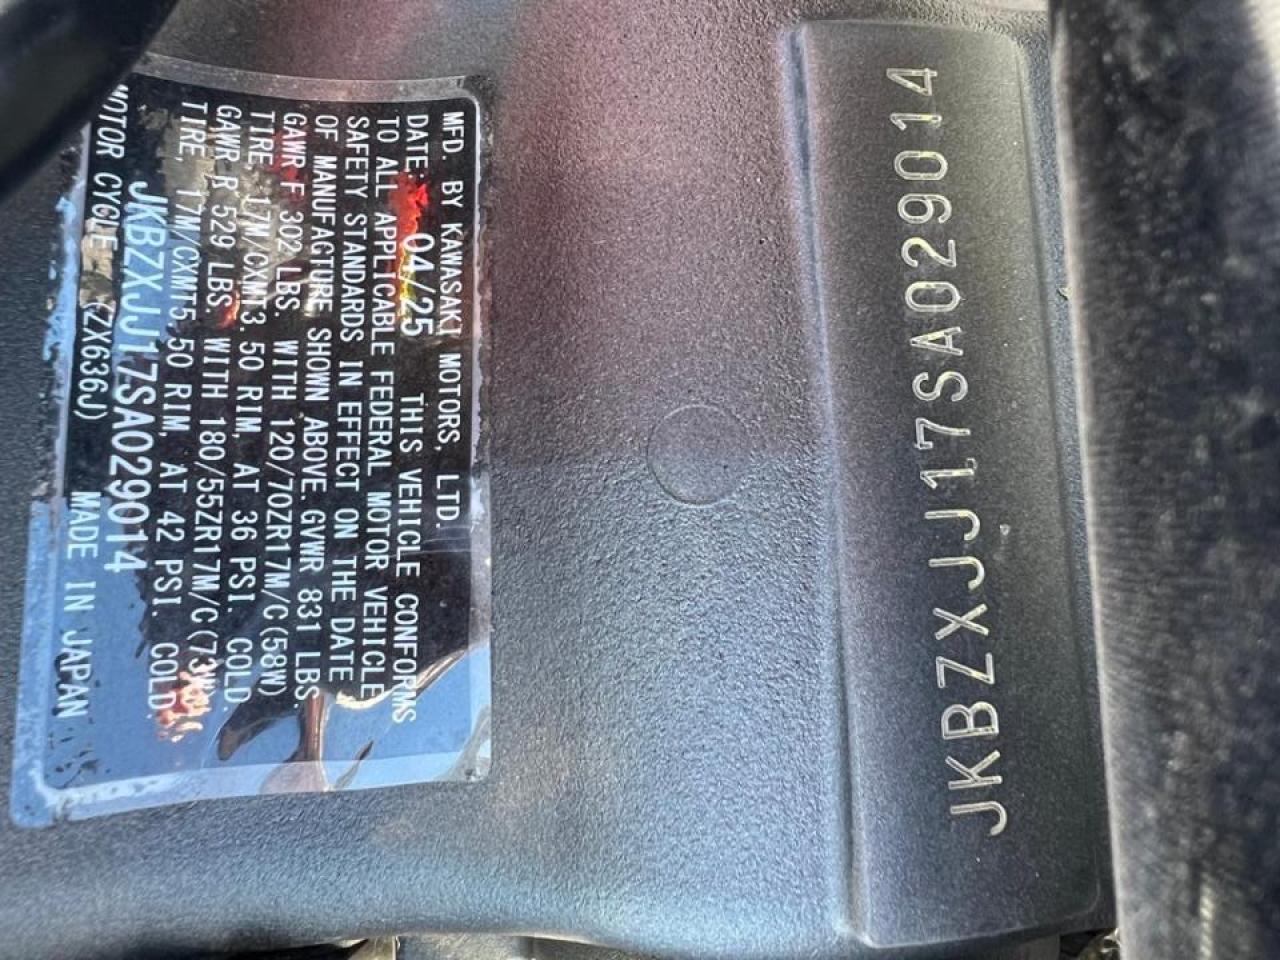 MFD. BY KAWASAKI MOTORS, LTD.
DATE: 04/25 THIS VEHICLE CONFORMS
TO ALL APPLICABLE FEDERAL MOTOR VEHICLE
SAFETY STANDARDS IN EFFECT ON THE DATE
OF MANUFACTURE SHOWN ABOVE. GVWR 831 LBS.
GAWR F 302 LBS. WITH 120/70ZR17M/C(58W)
TIRE, 17M/CXMT3.50 RIM, AT 36 PSI. COLD.
GAWR R 529 LBS. WITH 180/55ZR17M/C(73W)
TIRE, 17M/CXMT5.50 RIM, AT 42 PSI. COLD.
JKBZXJJ17SA029014
MOTOR CYCLE (ZX636J) MADE IN JAPAN
JKBZXJJ17SA029014